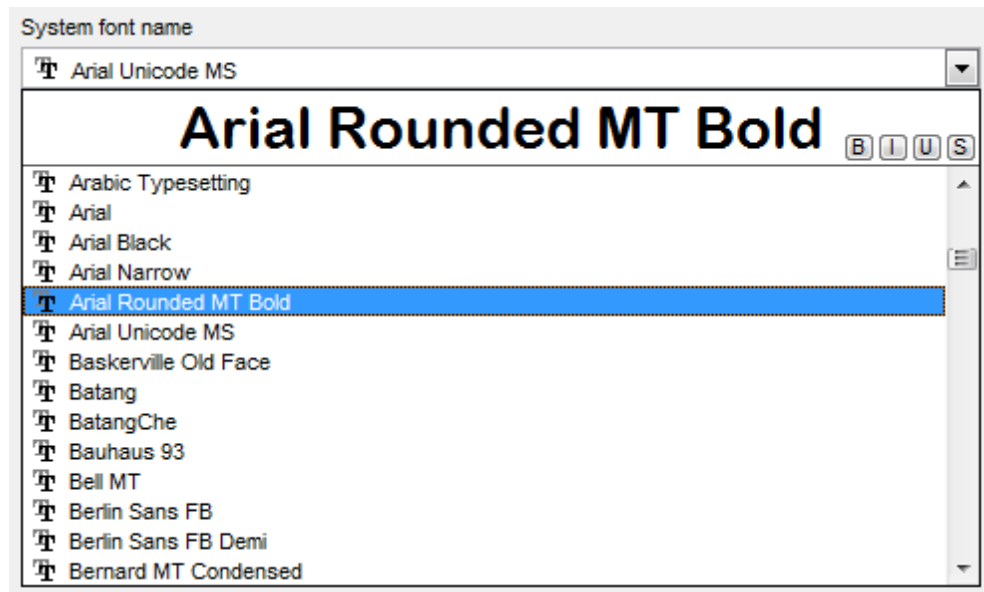 System font name
Arial Unicode MS
Arial Rounded MT Bold B I U S
Arabic Typesetting
Arial
Arial Black
Arial Narrow
Arial Rounded MT Bold
Arial Unicode MS
Baskerville Old Face
Batang
BatangChe
Bauhaus 93
Bell MT
Berlin Sans FB
Berlin Sans FB Demi
Bernard MT Condensed